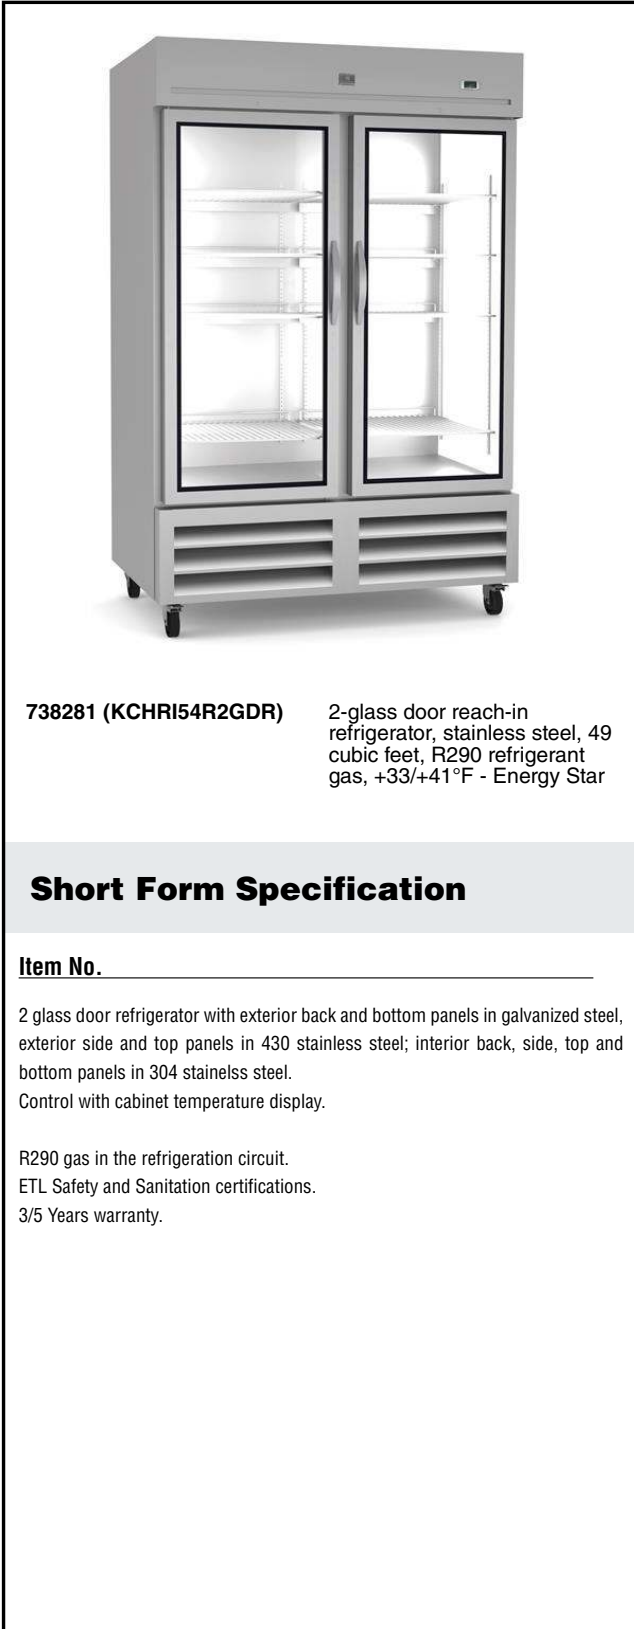 738281 (KCHRI54R2GDR)
2-glass door reach-in
refrigerator, stainless steel, 49
cubic feet, R290 refrigerant
gas, +33/+41°F - Energy Star
Short Form Specification
Item No.
2 glass door refrigerator with exterior back and bottom panels in galvanized steel,
exterior side and top panels in 430 stainless steel; interior back, side, top and
bottom panels in 304 stainelss steel.
Control with cabinet temperature display.
R290 gas in the refrigeration circuit.
ETL Safety and Sanitation certifications.
3/5 Years warranty.